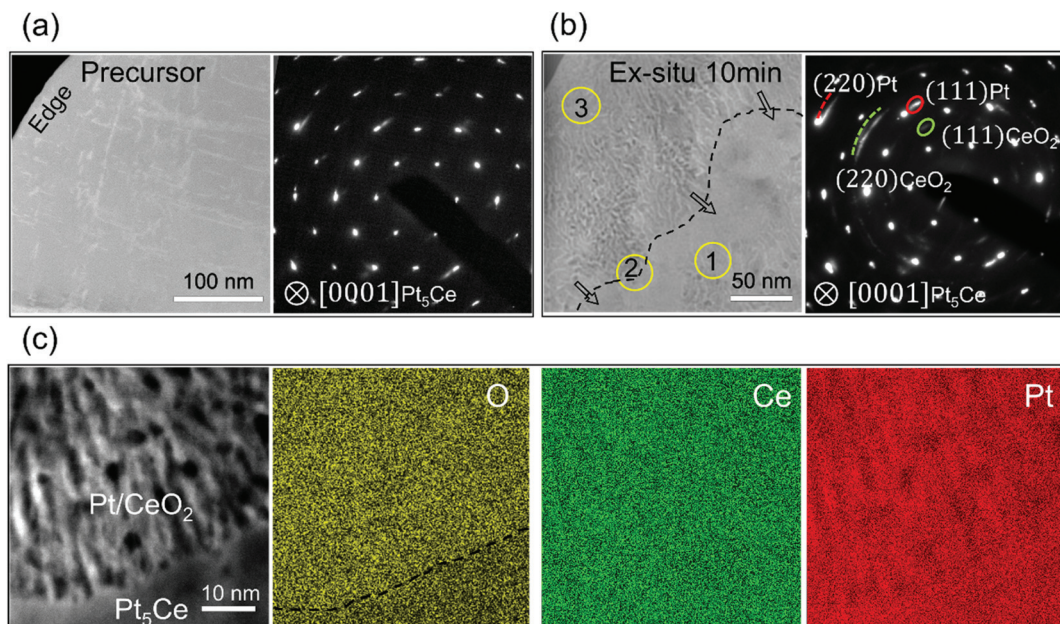 (a)
Precursor
Edge
100 nm
⊗ [0001]Pt₅Ce
(b)
Ex-situ 10min
3
2
1
50 nm
(220)Pt
(111)Pt
(111)CeO₂
(220)CeO₂
⊗ [0001]Pt₅Ce
(c)
Pt/CeO₂
Pt₅Ce
10 nm
O
Ce
Pt